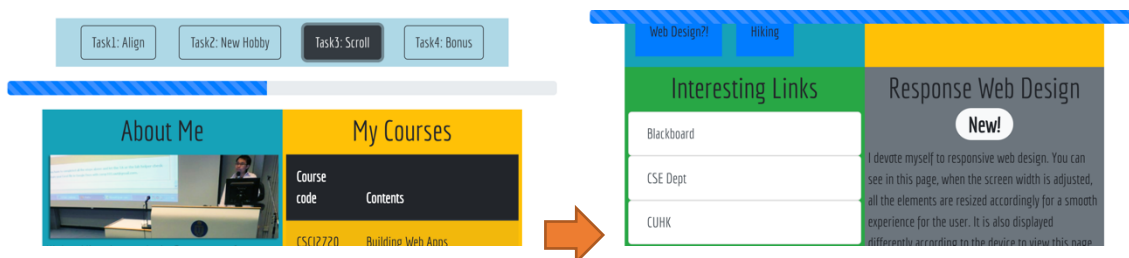 Task1: Align
Task2: New Hobby
Task3: Scroll
Task4: Bonus
About Me
My Courses
Course
code
Contents
CSCI2720
Building Web Apps
Web Design?!
Hiking
Interesting Links
Blackboard
CSE Dept
CUHK
Response Web Design
New!
I devote myself to responsive web design. You can
see in this page, when the screen width is adjusted,
all the elements are resized accordingly for a smooth
experience for the user. It is also displayed
differently according to the device to view this page